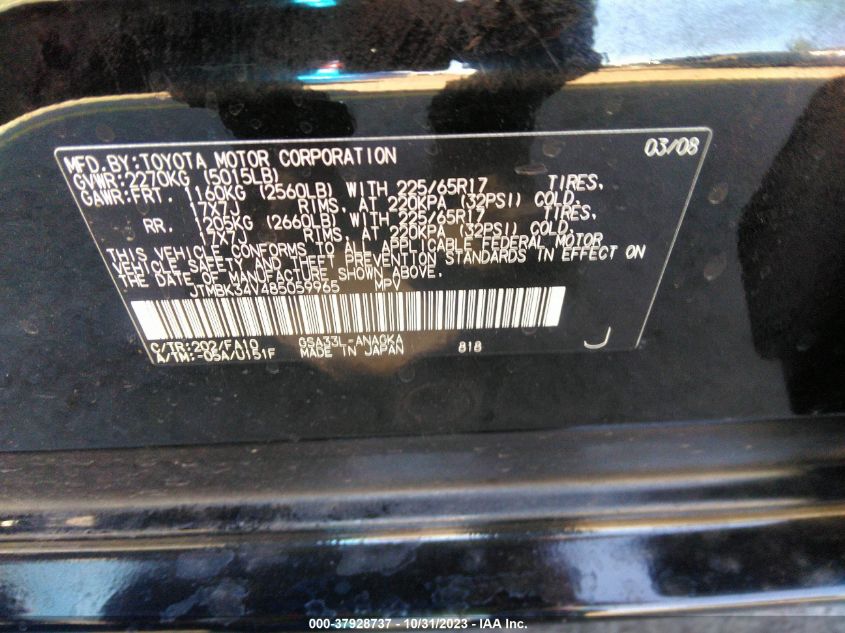 03/08
MFD.BY:TOYOTA MOTOR CORPORATION
GVWR:2270KG (5015LB)
GAWR:FRT. 1160KG (2560LB) WITH 225/65R17 TIRES,
17X7J RIMS, AT 220KPA (32PSI) COLD.
RR. 1205KG (2660LB) WITH 225/65R17 TIRES,
17X7J RIMS, AT 220KPA (32PSI) COLD.
THIS VEHICLE CONFORMS TO ALL APPLICABLE FEDERAL MOTOR
VEHICLE SAFETY AND THEFT PREVENTION STANDARDS IN EFFECT ON
THE DATE OF MANUFACTURE SHOWN ABOVE.
JTMBK34V485059965 MPV
C/TR:202/FA10 GSA33L-ANAQKA
A/TM:-05A/U151F MADE IN JAPAN 818 J
000-37928737 - 10/31/2023 - IAA Inc.